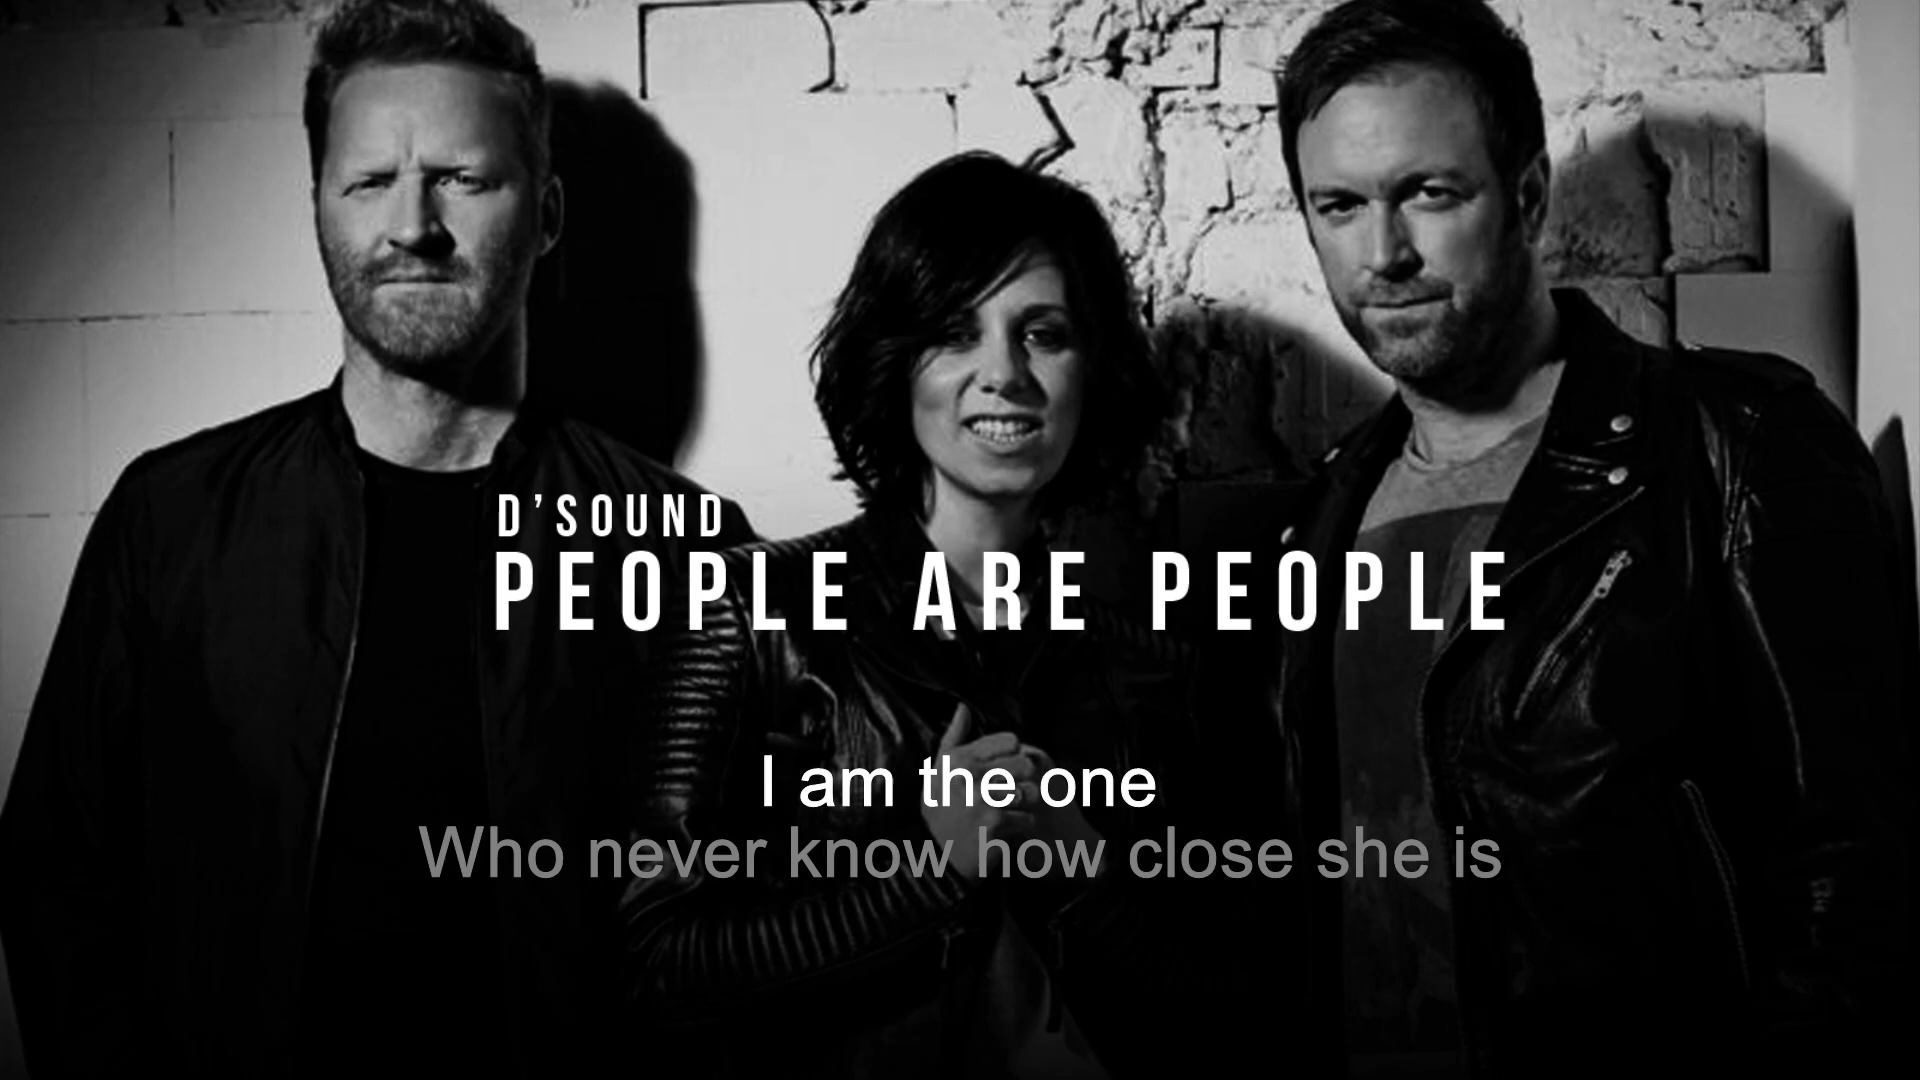 D'SOUND
PEOPLE ARE PEOPLE
I am the one
Who never know how close she is